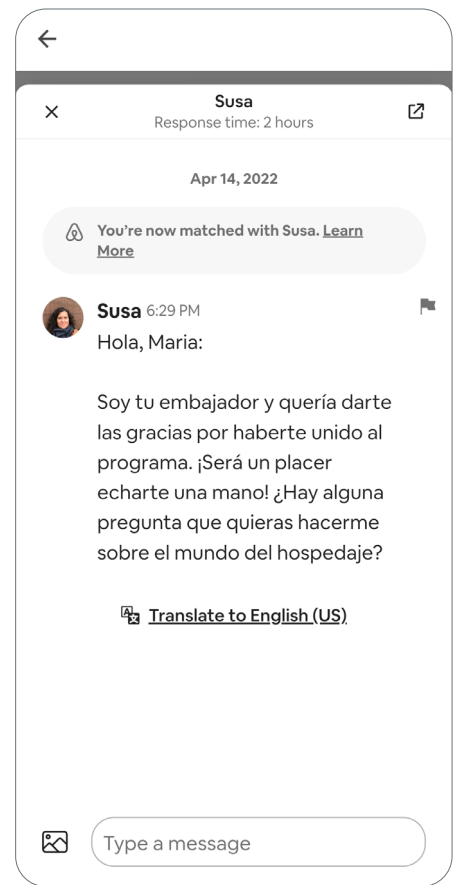 Susa
Response time: 2 hours
Apr 14, 2022
You’re now matched with Susa. Learn
More
Susa 6:29 PM
Hola, Maria:
Soy tu embajador y quería darte
las gracias por haberte unido al
programa. ¡Será un placer
echarte una mano! ¿Hay alguna
pregunta que quieras hacerme
sobre el mundo del hospedaje?
Translate to English (US)
Type a message